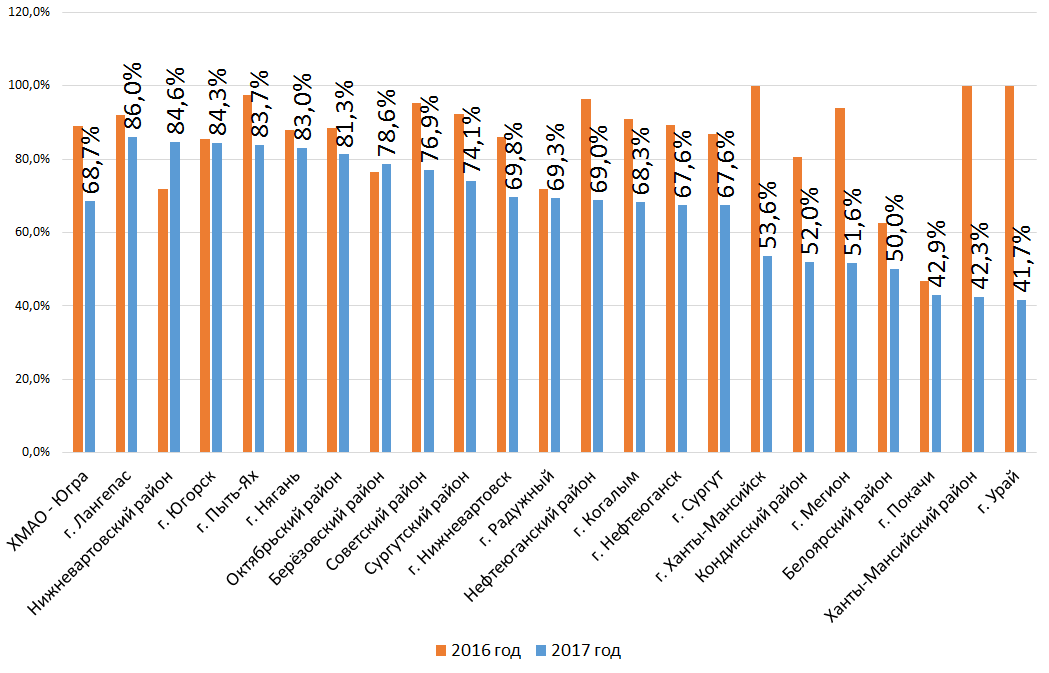 120,0%
100,0%
80,0%
60,0%
40,0%
20,0%
0,0%
68,7%
86,0%
84,6%
84,3%
83,7%
83,0%
81,3%
78,6%
76,9%
74,1%
69,8%
69,3%
69,0%
68,3%
67,6%
67,6%
53,6%
52,0%
51,6%
50,0%
42,9%
42,3%
41,7%
ХМАО - Югра
г. Лангепас
Нижневартовский район
г. Югорск
г. Пыть-Ях
г. Нягань
Октябрьский район
Берёзовский район
Советский район
Сургутский район
г. Нижневартовск
г. Радужный
Нефтеюганский район
г. Когалым
г. Нефтеюганск
г. Сургут
г. Ханты-Мансийск
Кондинский район
г. Мегион
Белоярский район
г. Покачи
Ханты-Мансийский район
г. Урай
2016 год
2017 год